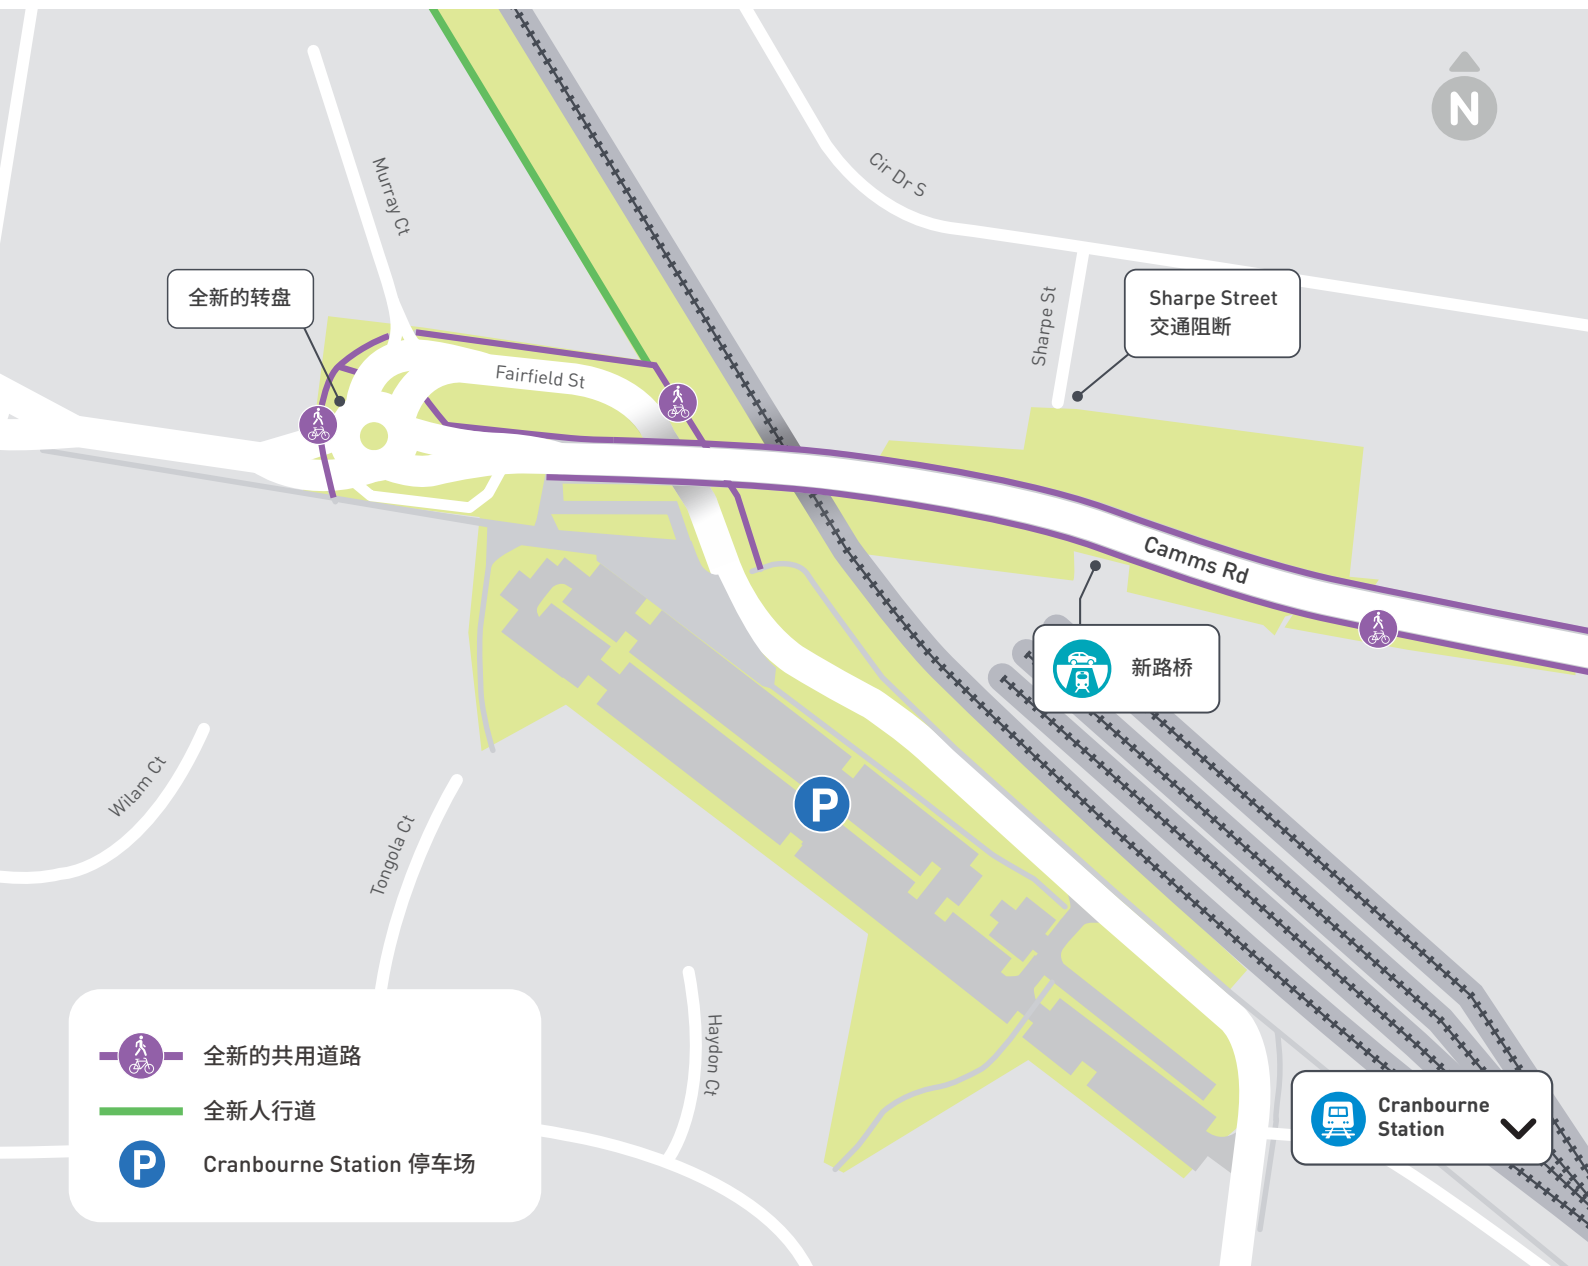 N
Cir Dr S
Murray Ct
全新的转盘
Sharpe Street
交通阻断
Sharpe St
Fairfield St
Camms Rd
新路桥
Wilam Ct
Tongola Ct
P
Haydon Ct
全新的共用道路
全新人行道
P
Cranbourne Station 停车场
Cranbourne
Station